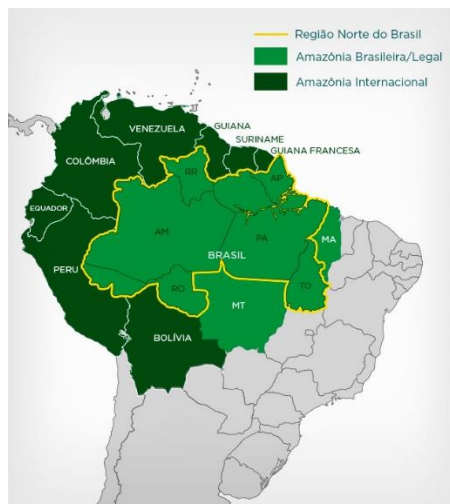 Região Norte do Brasil
Amazônia Brasileira/Legal
Amazônia Internacional
VENEZUELA
GUIANA
SURINAME
GUIANA FRANCESA
COLÔMBIA
RR
AP
EQUADOR
AM
PA
MA
BRASIL
PERU
RO
TO
MT
BOLÍVIA